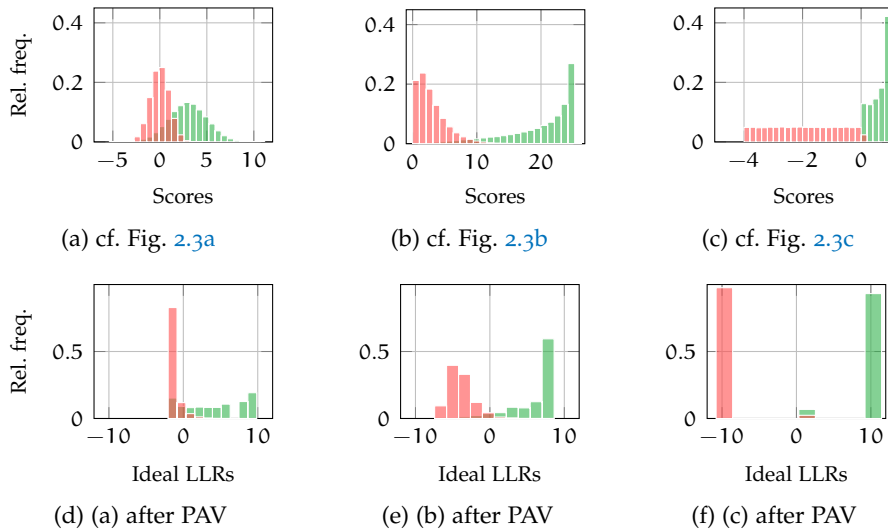 0.4
0.2
0
Rel. freq.
−5 0 5 10
Scores
(a) cf. Fig. 2.3a
0.4
0.2
0
0 10 20
Scores
(b) cf. Fig. 2.3b
0.4
0.2
0
−4 −2 0
Scores
(c) cf. Fig. 2.3c
0.5
0
Rel. freq.
−10 0 10
Ideal LLRs
(d) (a) after PAV
0.5
0
−10 0 10
Ideal LLRs
(e) (b) after PAV
0.5
0
−10 0 10
Ideal LLRs
(f) (c) after PAV